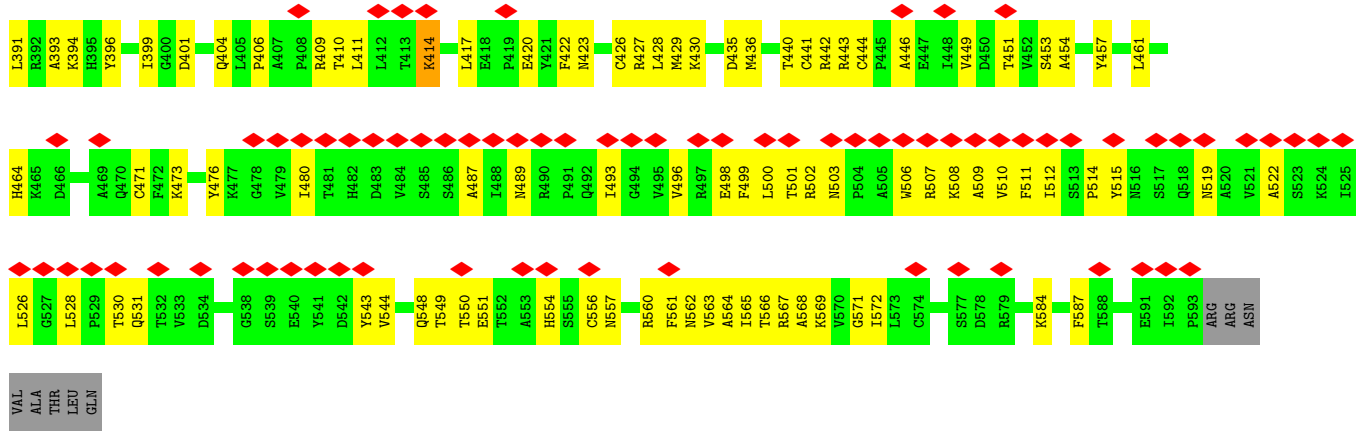 L391 R392 A393 K394 H395 Y396 I399 G400 D401 Q404 L405 P406 A407 P408 R409 T410 L411 L412 T413 K414 L417 E418 P419 E420 Y421 F422 N423 C426 R427 L428 M429 K430 D435 M436 T440 C441 R442 R443 C444 P445 A446 E447 I448 V449 D450 T451 V452 S453 A454 Y457 L461
H464 K465 D466 A469 Q470 C471 F472 K473 Y476 K477 G478 V479 I480 T481 H482 D483 V484 S485 S486 A487 I488 N489 R490 P491 Q492 I493 G494 V495 V496 R497 E498 F499 L500 T501 R502 N503 P504 A505 W506 R507 K508 A509 V510 F511 I512 S513 P514 Y515 N516 S517 Q518 N519 A520 V521 A522 S523 K524 I525
L526 G527 L528 P529 T530 Q531 T532 V533 D534 G538 S539 E540 Y541 D542 Y543 V544 Q548 T549 T550 E551 T552 A553 H554 S555 C556 N557 R560 F561 N562 V563 A564 I565 T566 R567 A568 K569 V570 G571 I572 L573 C574 S577 D578 R579 K584 F587 T588 E591 I592 P593 ARG ARG ASN
VAL ALA THR LEU GLN